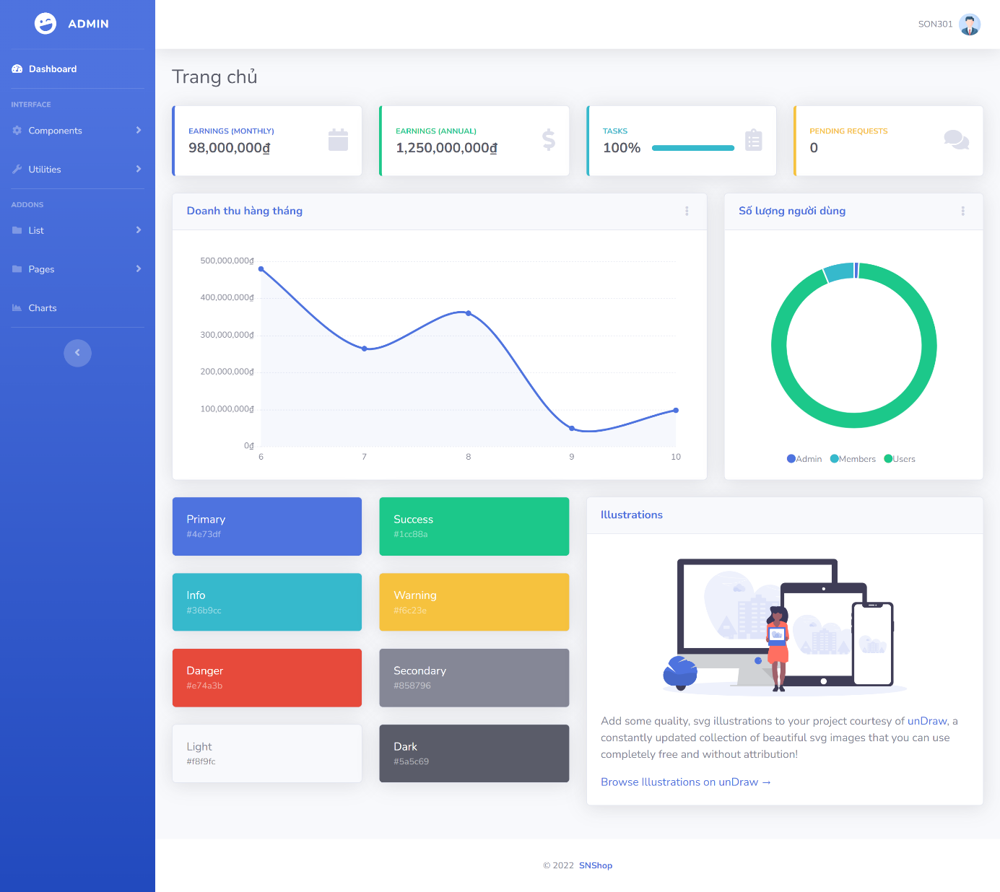 ADMIN
SON301
Dashboard
INTERFACE
Components
Utilities
ADDONS
List
Pages
Charts
Trang chủ
EARNINGS (MONTHLY)
98,000,000₫
EARNINGS (ANNUAL)
1,250,000,000₫
TASKS
100%
PENDING REQUESTS
0
Doanh thu hàng tháng
500,000,000₫
400,000,000₫
300,000,000₫
200,000,000₫
100,000,000₫
0₫
6 7 8 9 10
Số lượng người dùng
Admin Members Users
Primary
#4e73df
Success
#1cc88a
Info
#36b9cc
Warning
#f6c23e
Danger
#e74a3b
Secondary
#858796
Light
#f8f9fc
Dark
#5a5c69
Illustrations
Add some quality, svg illustrations to your project courtesy of unDraw, a
constantly updated collection of beautiful svg images that you can use
completely free and without attribution!
Browse Illustrations on unDraw →
© 2022 SNShop